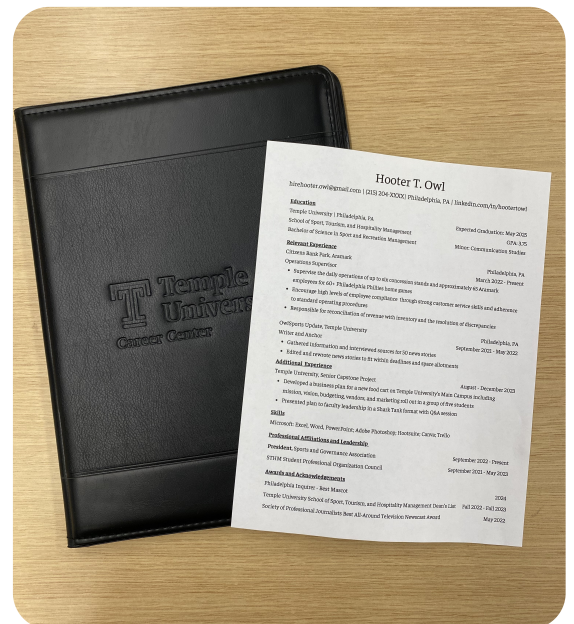 Temple
Univers
Career Center
Hooter T. Owl
hirehooter.owl@gmail.com | (215) 204-XXXX | Philadelphia, PA | linkedin.com/in/hootertowl
Education
Temple University | Philadelphia, PA
School of Sport, Tourism, and Hospitality Management Expected Graduation: May 2025
Bachelor of Science in Sport and Recreation Management GPA: 3.75
Minor: Communication Studies
Relevant Experience
Citizens Bank Park, Aramark Philadelphia, PA
Operations Supervisor March 2022 - Present
• Supervise the daily operations of up to six concession stands and approximately 65 Aramark
employees for 60+ Philadelphia Phillies home games
• Encourage high levels of employee compliance through strong customer service skills and adherence
to standard operating procedures
• Responsible for reconciliation of revenue with inventory and the resolution of discrepancies
OwlSports Update, Temple University Philadelphia, PA
Writer and Anchor September 2021 - May 2022
• Gathered information and interviewed sources for 50 news stories
• Edited and rewrote news stories to fit within deadlines and space allotments
Additional Experience
Temple University, Senior Capstone Project August - December 2023
• Developed a business plan for a new food cart on Temple University's Main Campus including
mission, vision, budgeting, vendors, and marketing roll out in a group of five students
• Presented plan to faculty leadership in a Shark Tank format with Q&A session
Skills
Microsoft: Excel, Word, PowerPoint; Adobe Photoshop; Hootsuite; Canva; Trello
Professional Affiliations and Leadership
President, Sports and Governance Association September 2022 - Present
STHM Student Professional Organization Council September 2021 - May 2023
Awards and Acknowledgements
Philadelphia Inquirer - Best Mascot 2024
Temple University School of Sport, Tourism, and Hospitality Management Dean's List Fall 2022 - Fall 2023
Society of Professional Journalists Best All-Around Television Newscast Award May 2022